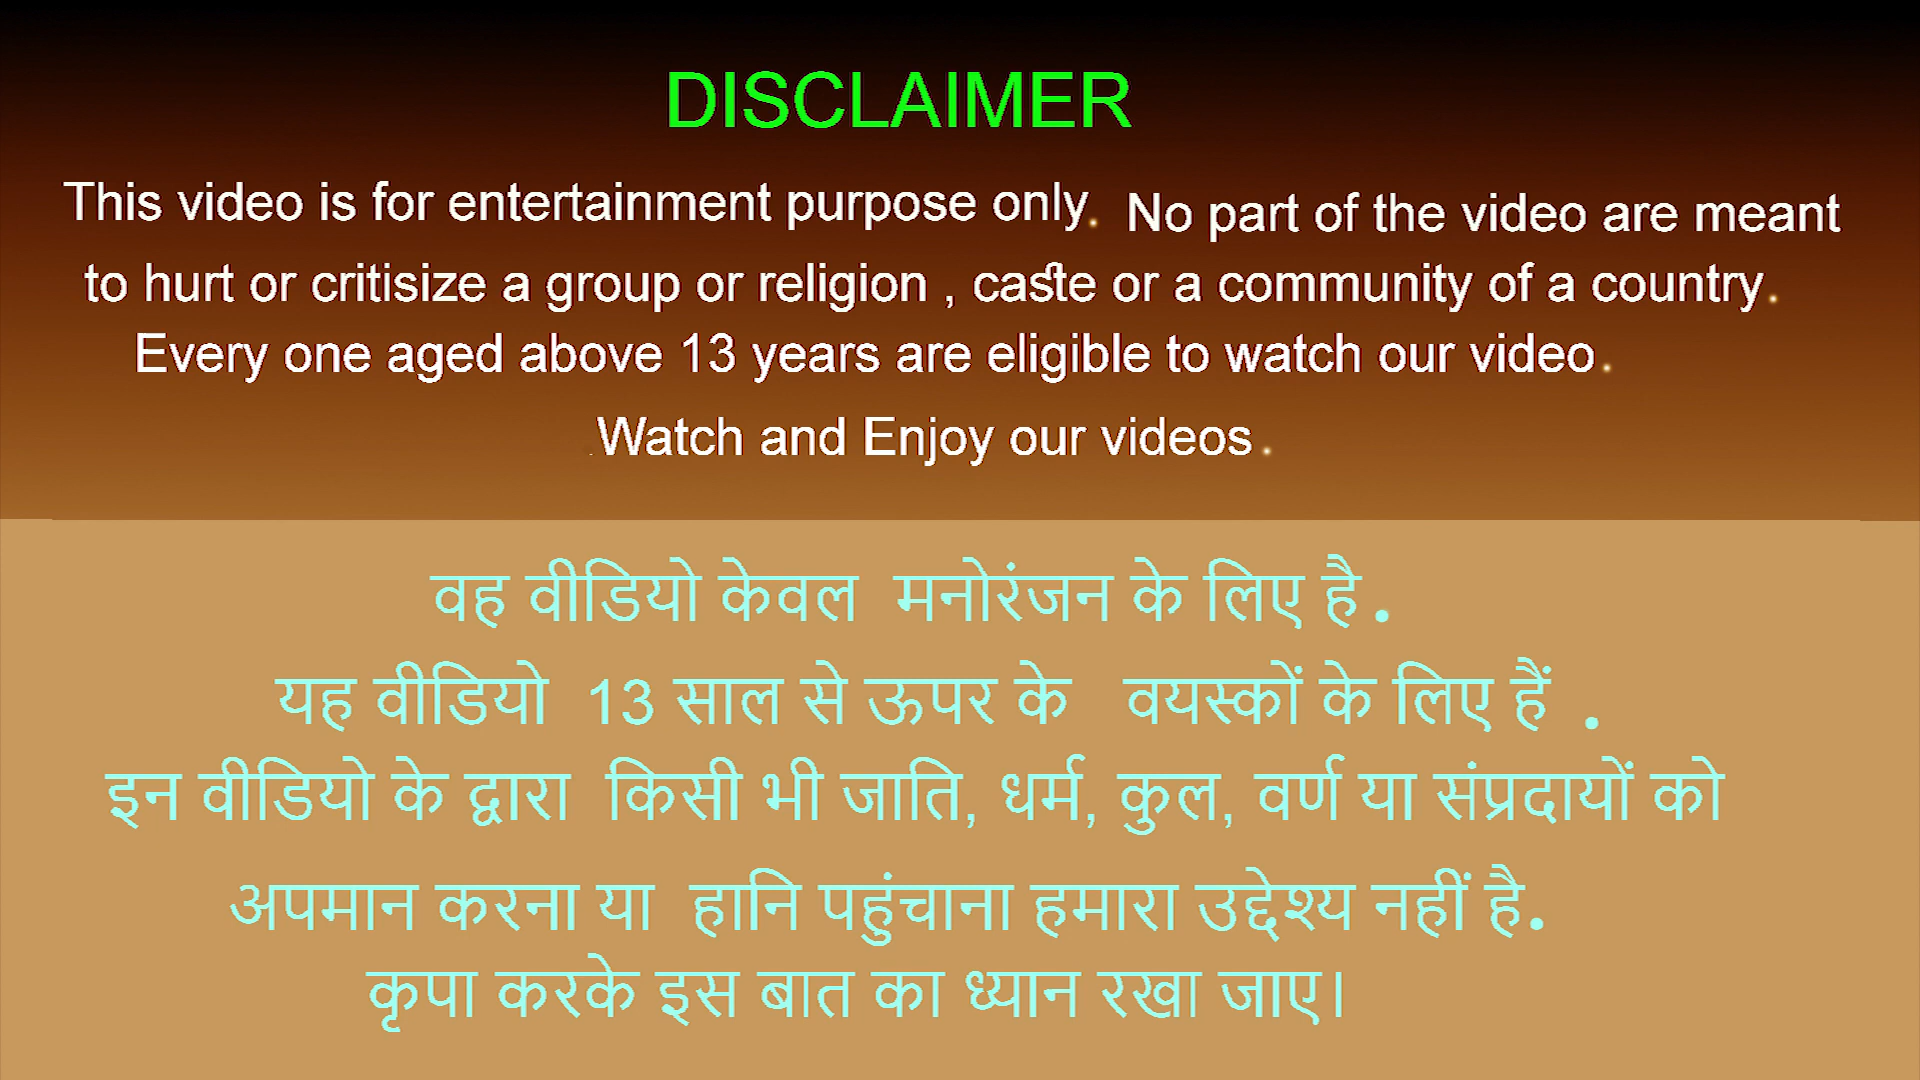 DISCLAIMER
This video is for entertainment purpose only. No part of the video are meant
to hurt or critisize a group or religion , caste or a community of a country.
Every one aged above 13 years are eligible to watch our video.
Watch and Enjoy our videos.
वह वीडियो केवल मनोरंजन के लिए है.
यह वीडियो 13 साल से ऊपर के वयस्कों के लिए हैं .
इन वीडियो के द्वारा किसी भी जाति, धर्म, कुल, वर्ण या संप्रदायों को
अपमान करना या हानि पहुंचाना हमारा उद्देश्य नहीं है.
कृपा करके इस बात का ध्यान रखा जाए।